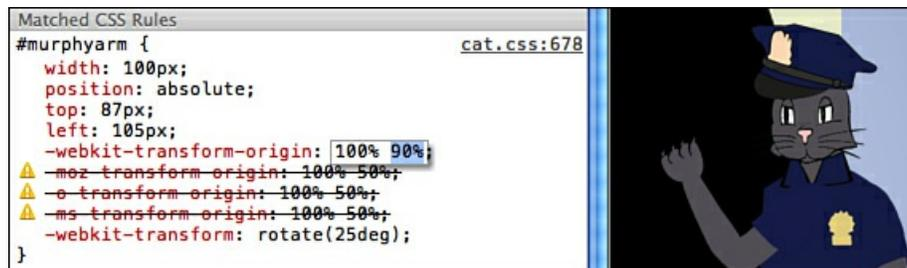 Matched CSS Rules
#murphyarm { cat.css:678
width: 100px;
position: absolute;
top: 87px;
left: 105px;
-webkit-transform-origin: 100% 90%;
-moz-transform-origin: 100% 50%;
-o-transform-origin: 100% 50%;
-ms-transform-origin: 100% 50%;
-webkit-transform: rotate(25deg);
}